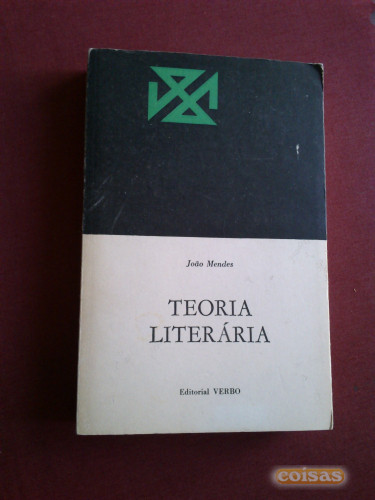 João Mendes
TEORIA
LITERÁRIA
Editorial VERBO
coisas